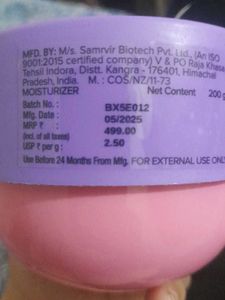 MFD. BY: M/s. Samrvir Biotech Pvt. Ltd., (An ISO
9001:2015 certified company) V & PO Raja Khasa
Tehsil Indora, Distt. Kangra - 176401, Himachal
Pradesh, India. M. : COS/NZ/11-73
MOISTURIZER Net Content 200 g
Batch No. : BX5E012
Mfg. Date : 05/2025
MRP ₹ : 499.00
(Incl. of all taxes)
USP ₹ per g : 2.50
Use Before 24 Months From Mfg. FOR EXTERNAL USE ONL